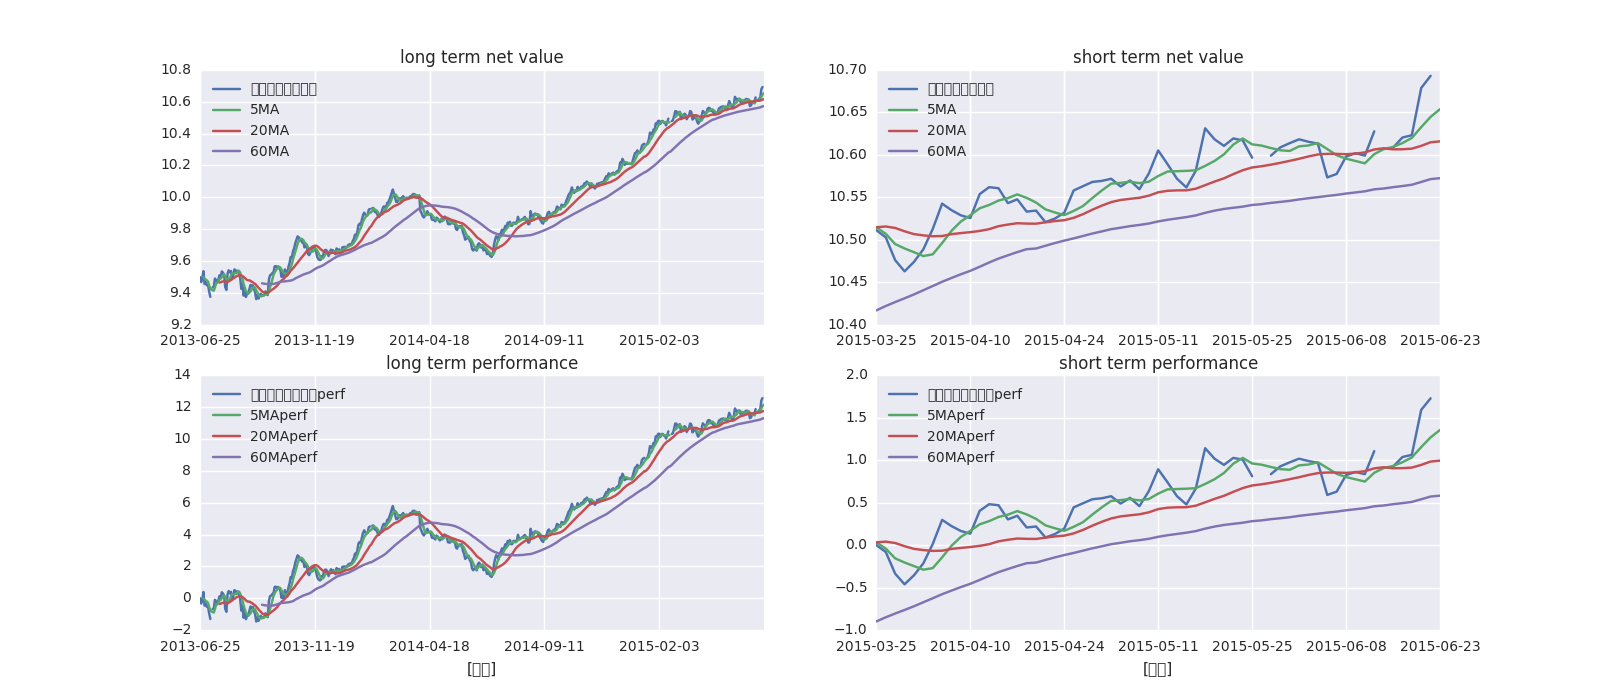 long term net value
10.8
10.6
10.4
10.2
10.0
9.8
9.6
9.4
9.2
5MA
20MA
60MA
2013-06-25 2013-11-19 2014-04-18 2014-09-11 2015-02-03
short term net value
10.70
10.65
10.60
10.55
10.50
10.45
10.40
5MA
20MA
60MA
2015-03-25 2015-04-10 2015-04-24 2015-05-11 2015-05-25 2015-06-08 2015-06-23
long term performance
14
12
10
8
6
4
2
0
−2
perf
5MAperf
20MAperf
60MAperf
2013-06-25 2013-11-19 2014-04-18 2014-09-11 2015-02-03
[]
short term performance
2.0
1.5
1.0
0.5
0.0
−0.5
−1.0
perf
5MAperf
20MAperf
60MAperf
2015-03-25 2015-04-10 2015-04-24 2015-05-11 2015-05-25 2015-06-08 2015-06-23
[]